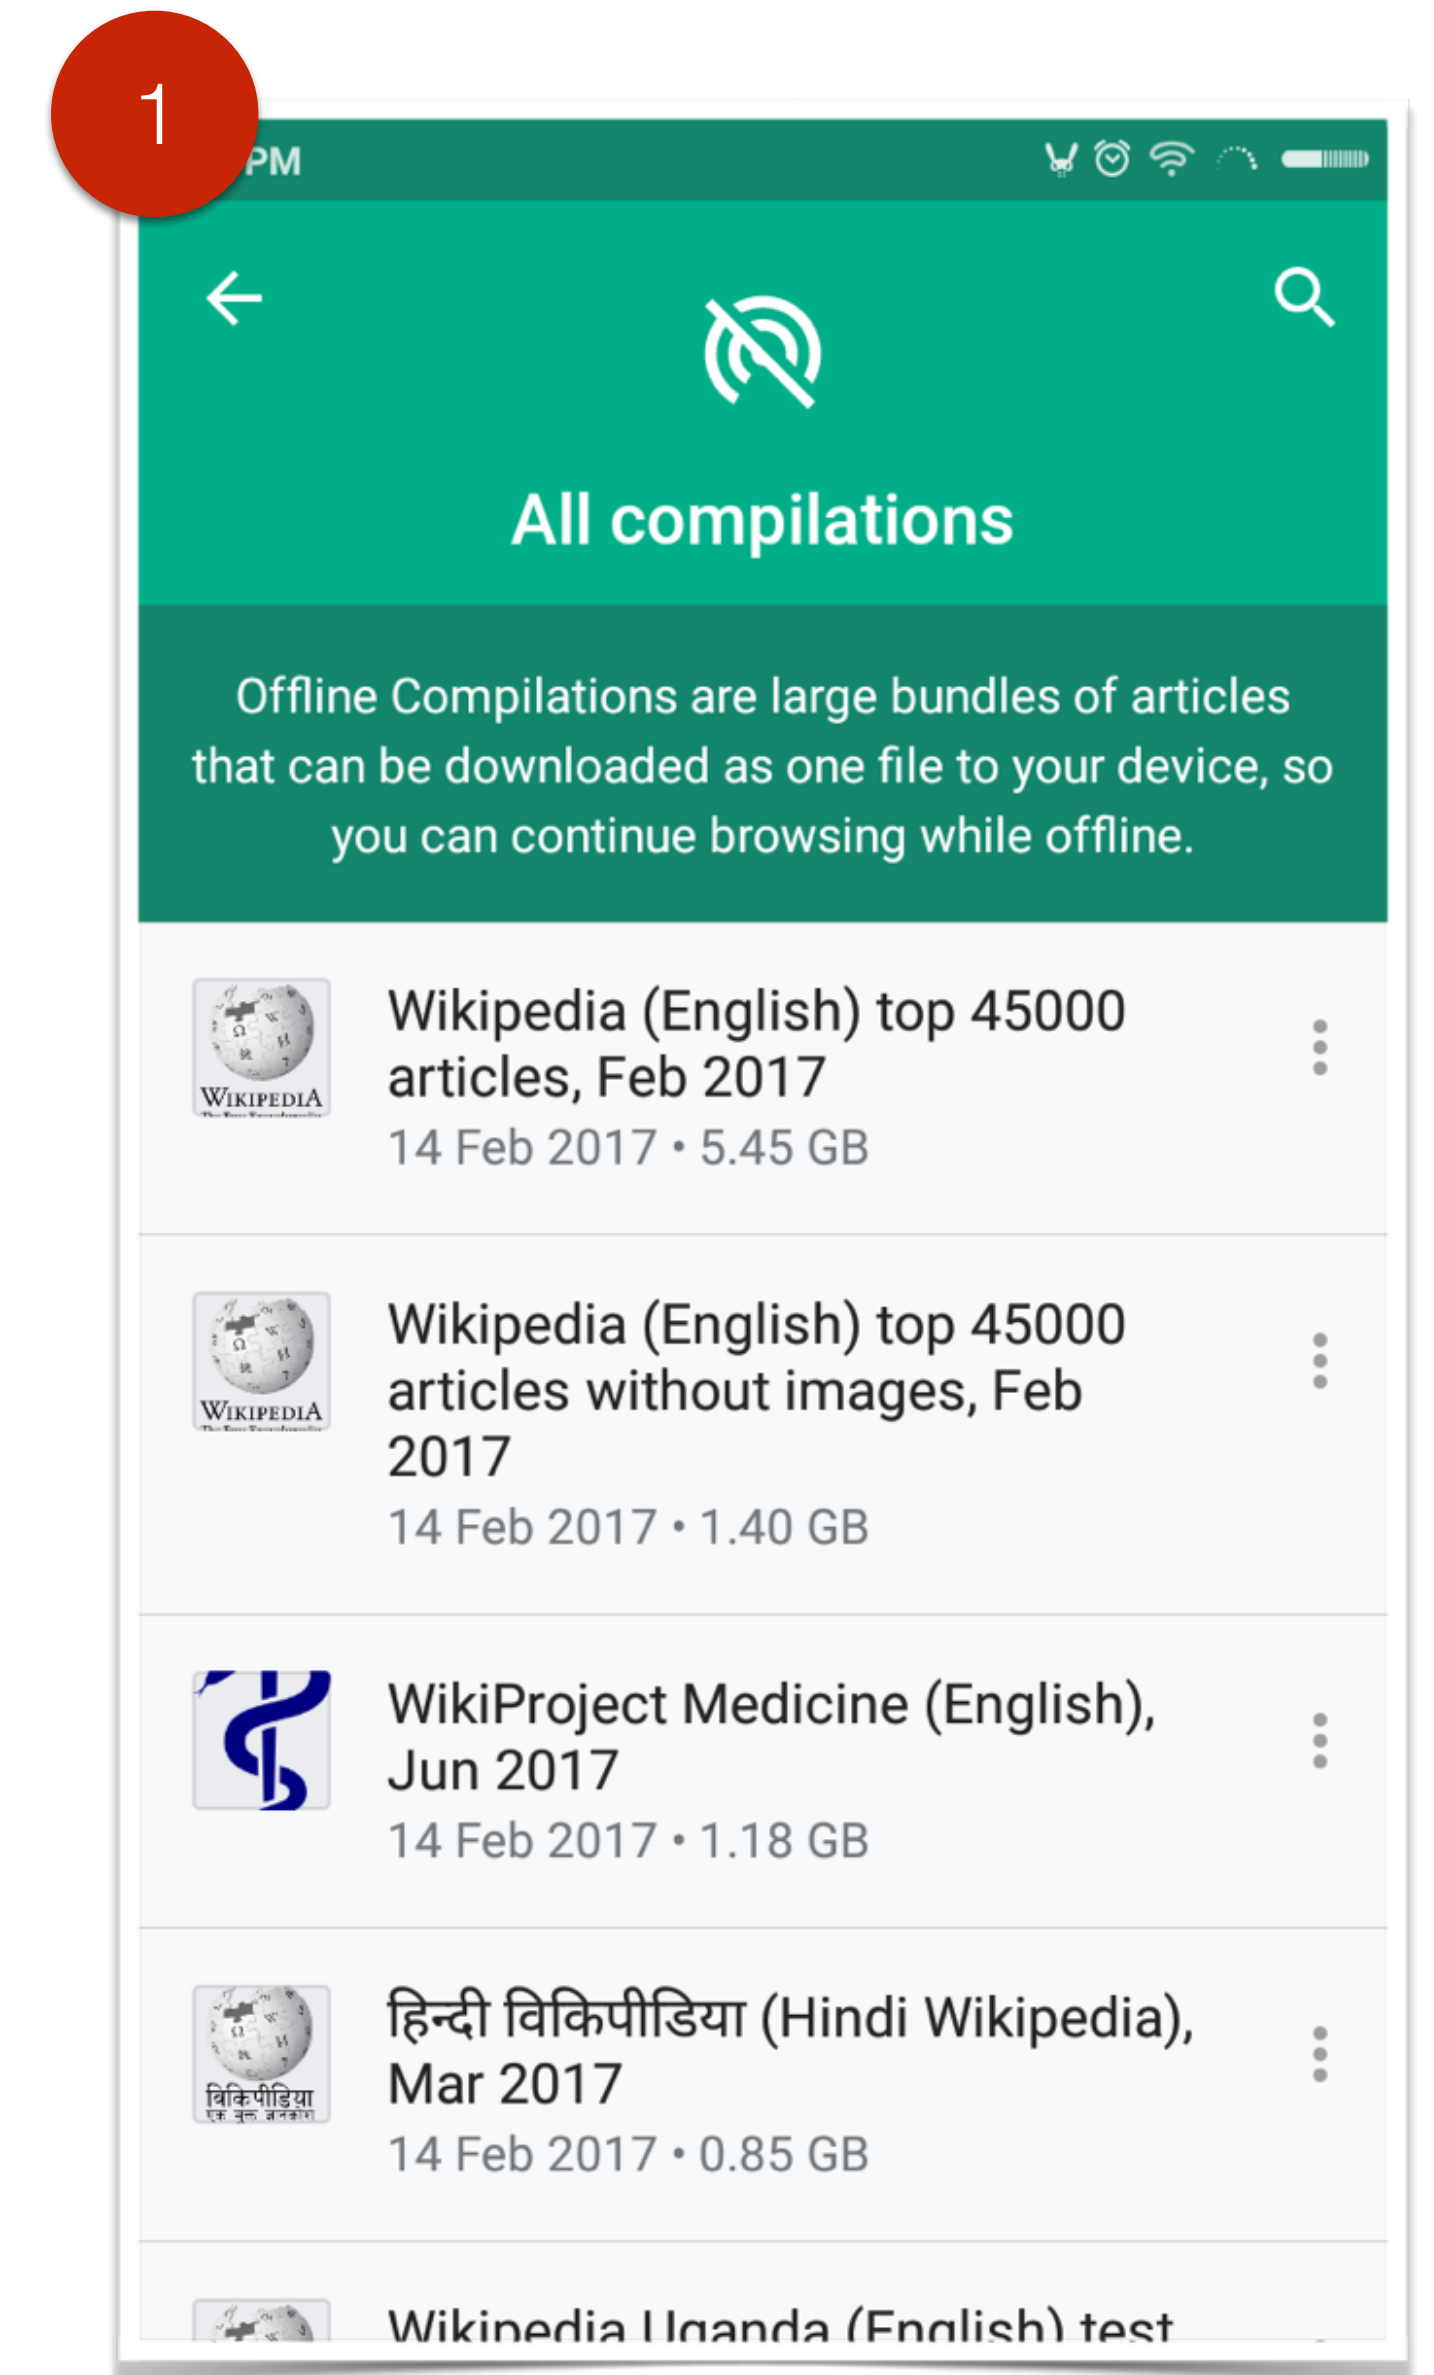 1
PM
All compilations
Offline Compilations are large bundles of articles
that can be downloaded as one file to your device, so
you can continue browsing while offline.
WIKIPEDIA
Wikipedia (English) top 45000
articles, Feb 2017
14 Feb 2017 • 5.45 GB
WIKIPEDIA
Wikipedia (English) top 45000
articles without images, Feb
2017
14 Feb 2017 • 1.40 GB
WikiProject Medicine (English),
Jun 2017
14 Feb 2017 • 1.18 GB
विकिपीडिया
हिन्दी विकिपीडिया (Hindi Wikipedia),
Mar 2017
14 Feb 2017 • 0.85 GB
Wikipedia Uganda (English) test